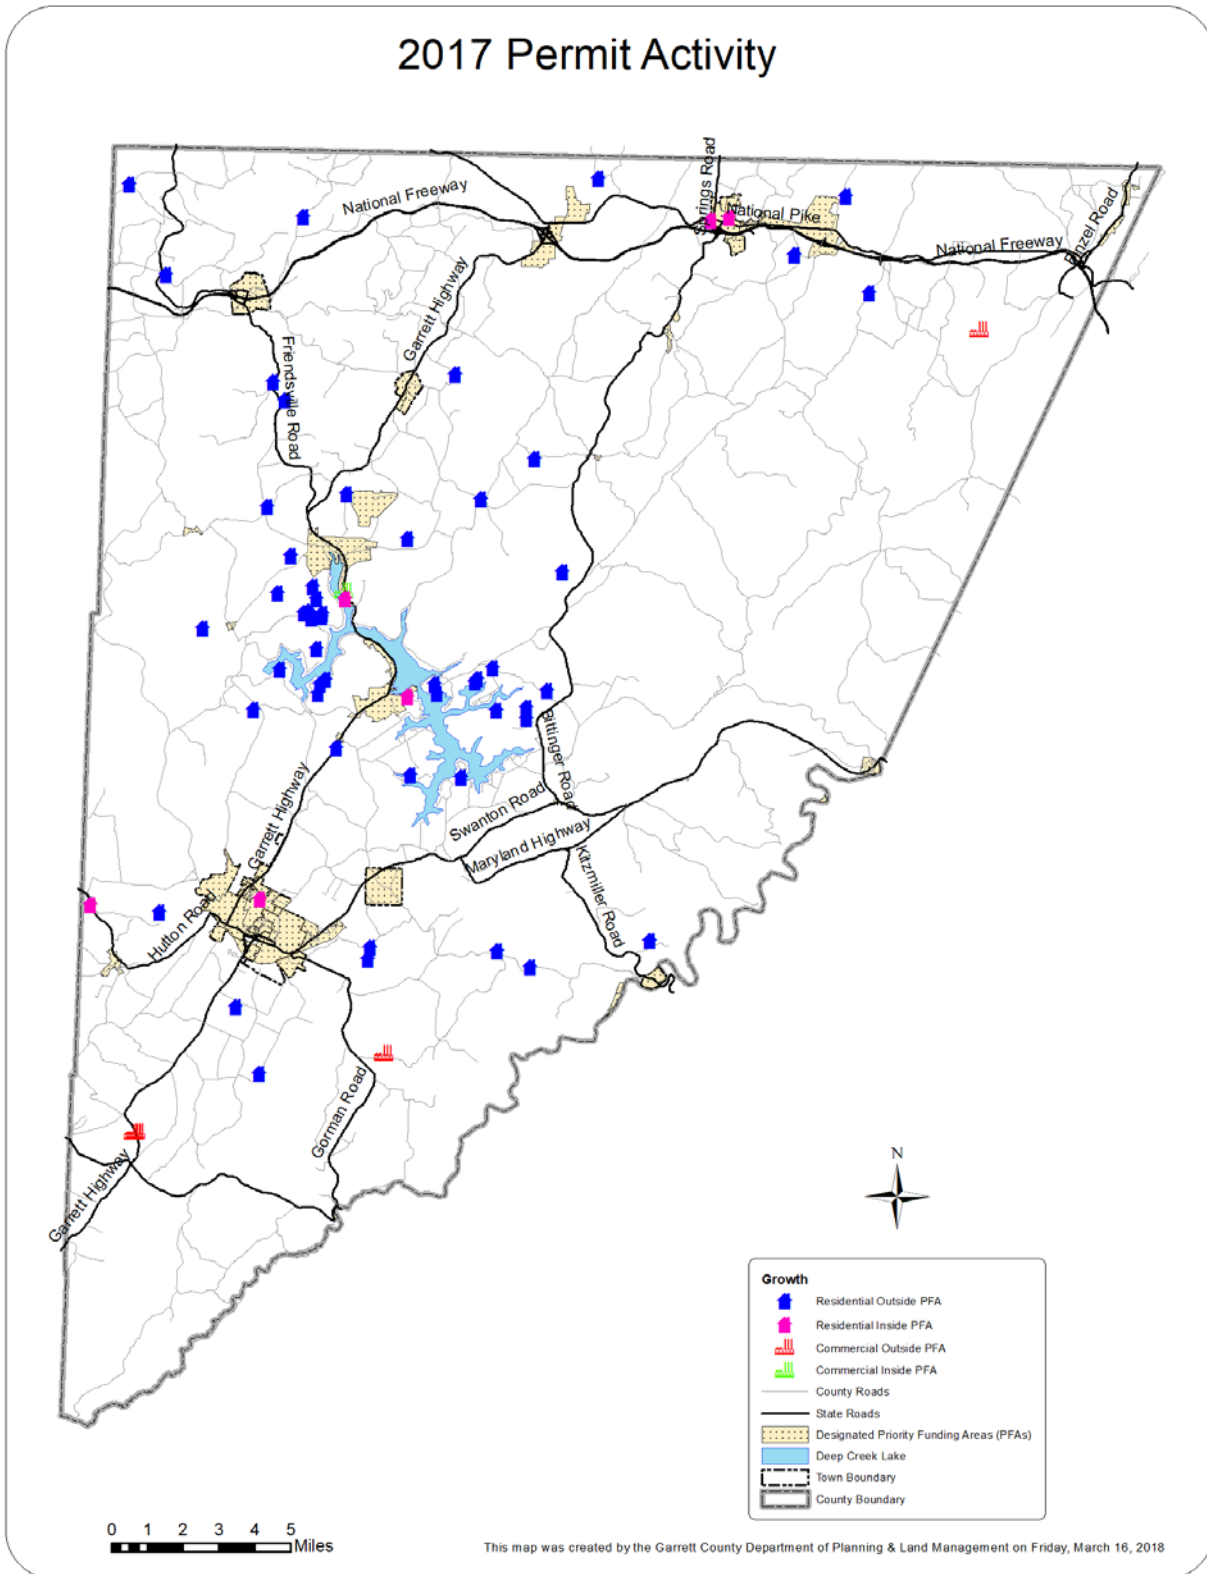 2017 Permit Activity
National Freeway
Springs Road
National Pike
National Freeway
Finzel Road
Garrett Highway
Friendsville Road
Bittinger Road
Swanton Road
Maryland Highway
Garrett Highway
Kitzmiller Road
Hutton Road
Gorman Road
Garrett Highway
N
Growth
Residential Outside PFA
Residential Inside PFA
Commercial Outside PFA
Commercial Inside PFA
County Roads
State Roads
Designated Priority Funding Areas (PFAs)
Deep Creek Lake
Town Boundary
County Boundary
0 1 2 3 4 5
Miles
This map was created by the Garrett County Department of Planning & Land Management on Friday, March 16, 2018